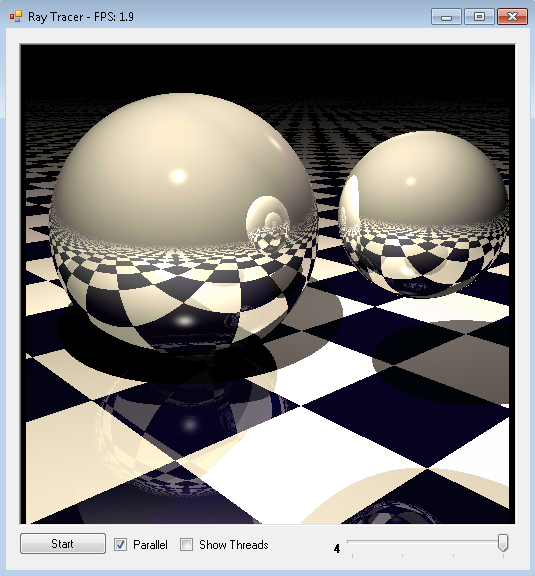 Ray Tracer - FPS: 1.9
Start
Parallel
Show Threads
4